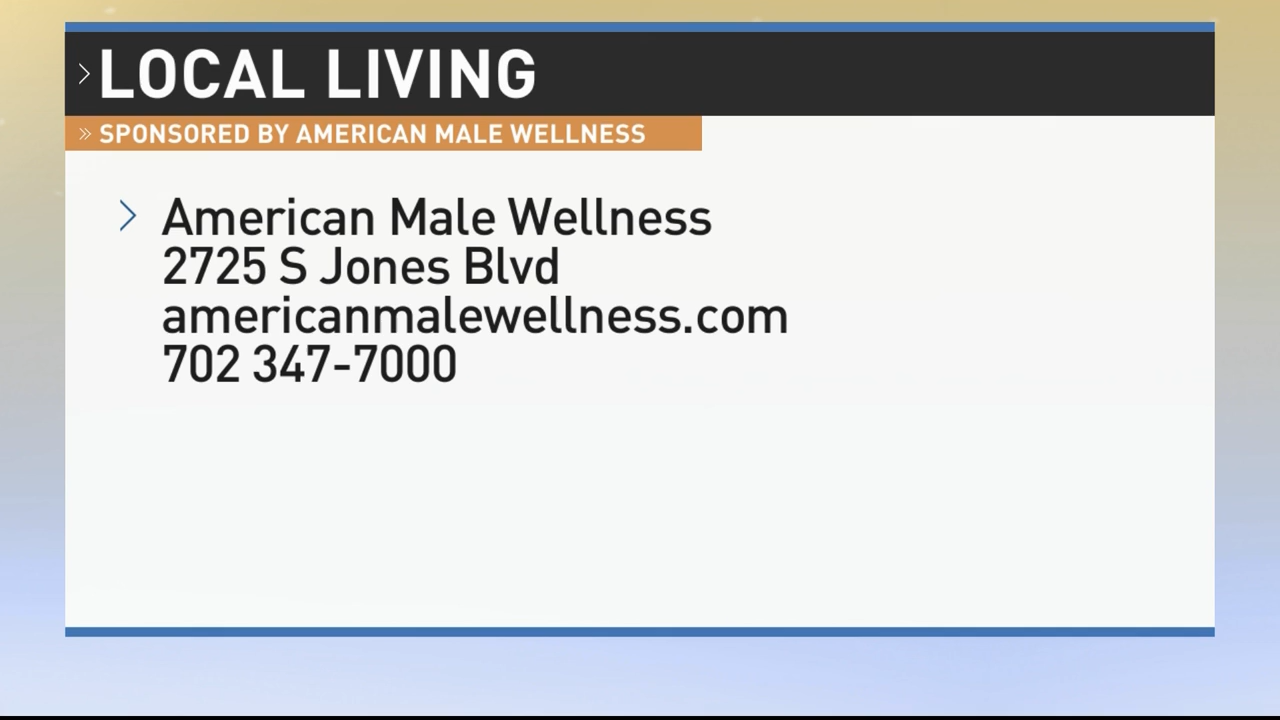 LOCAL LIVING
SPONSORED BY AMERICAN MALE WELLNESS
American Male Wellness
2725 S Jones Blvd
americanmalewellness.com
702 347-7000